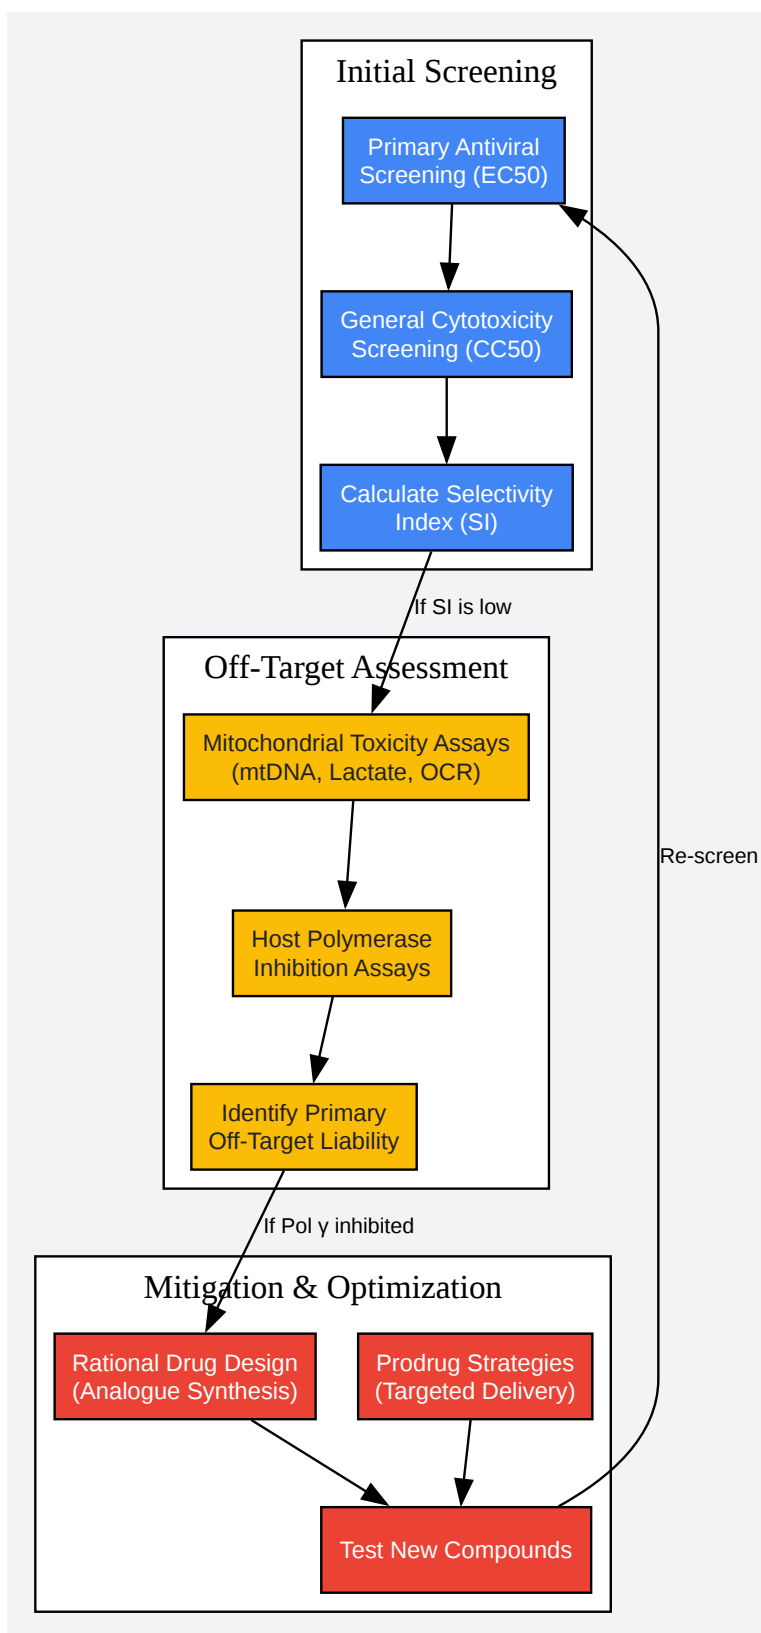 Initial Screening
Primary Antiviral
Screening (EC50)
General Cytotoxicity
Screening (CC50)
Calculate Selectivity
Index (SI)
If SI is low
Off-Target Assessment
Mitochondrial Toxicity Assays
(mtDNA, Lactate, OCR)
Re-screen
Host Polymerase
Inhibition Assays
Identify Primary
Off-Target Liability
If Pol γ inhibited
Mitigation & Optimization
Rational Drug Design
(Analogue Synthesis)
Prodrug Strategies
(Targeted Delivery)
Test New Compounds